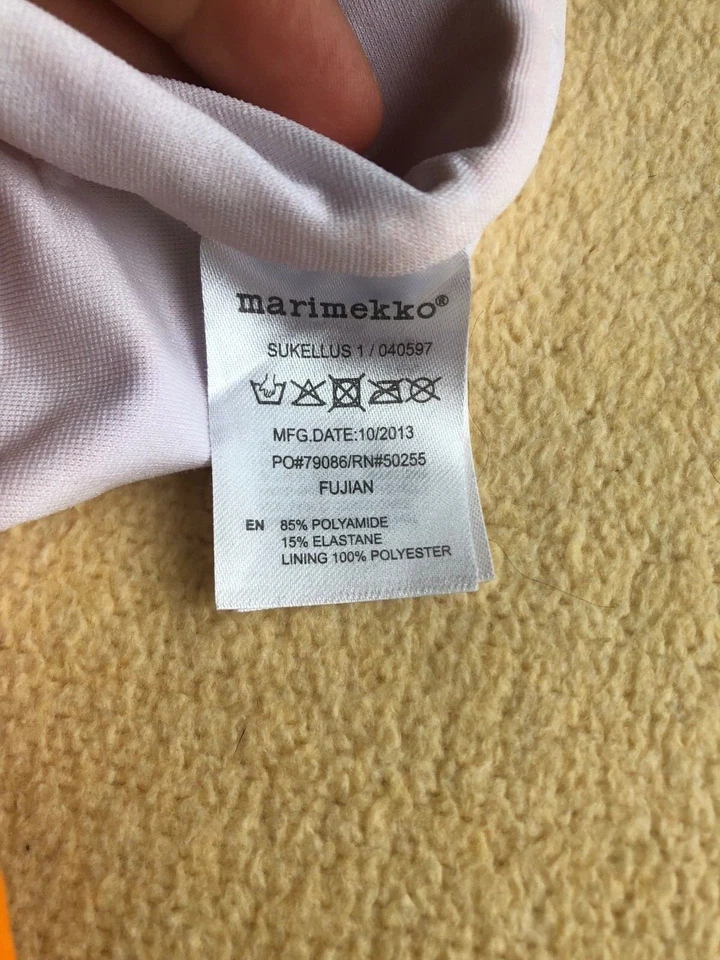 marimekko®
SUKELLUS 1 / 040597
MFG.DATE:10/2013
PO#79086/RN#50255
FUJIAN
EN 85% POLYAMIDE
15% ELASTANE
LINING 100% POLYESTER